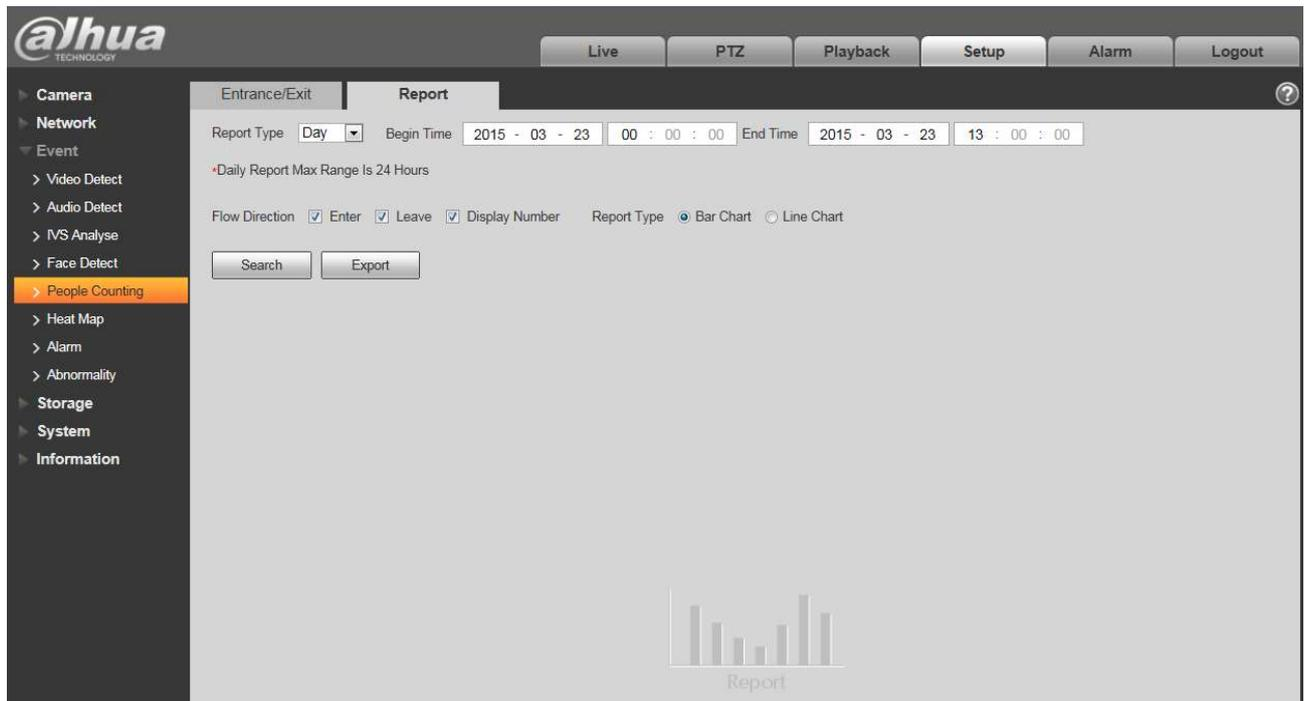 alhua
TECHNOLOGY
Live PTZ Playback Setup Alarm Logout
Camera
Network
Event
> Video Detect
> Audio Detect
> IVS Analyse
> Face Detect
> People Counting
> Heat Map
> Alarm
> Abnormality
Storage
System
Information
Entrance/Exit Report ?
Report Type Day Begin Time 2015 - 03 - 23 00 : 00 : 00 End Time 2015 - 03 - 23 13 : 00 : 00
*Daily Report Max Range Is 24 Hours
Flow Direction Enter Leave Display Number Report Type Bar Chart Line Chart
Search Export
Report